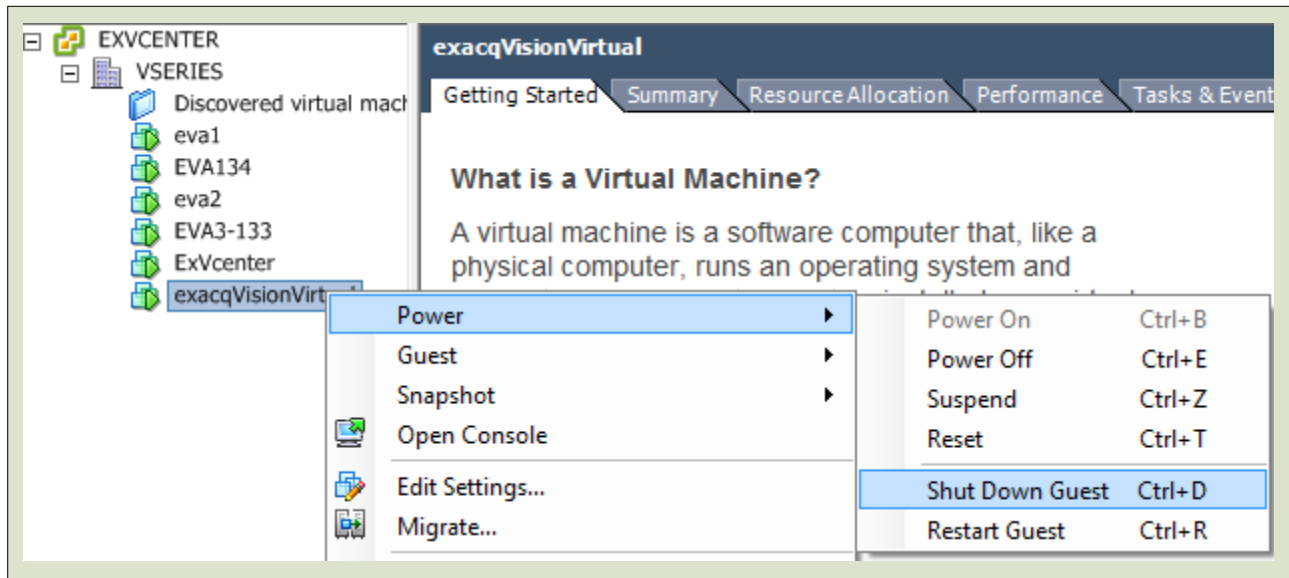 EXVCENTER
VSERIES
Discovered virtual mach
eva1
EVA134
eva2
EVA3-133
ExVcenter
exacqVisionVirt
exacqVisionVirtual
Getting Started Summary Resource Allocation Performance Tasks & Event
What is a Virtual Machine?
A virtual machine is a software computer that, like a
physical computer, runs an operating system and
Power
Guest
Snapshot
Open Console
Edit Settings...
Migrate...
Power On Ctrl+B
Power Off Ctrl+E
Suspend Ctrl+Z
Reset Ctrl+T
Shut Down Guest Ctrl+D
Restart Guest Ctrl+R